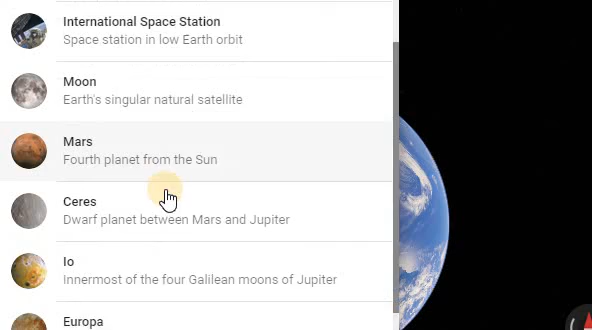 International Space Station
Space station in low Earth orbit
Moon
Earth's singular natural satellite
Mars
Fourth planet from the Sun
Ceres
Dwarf planet between Mars and Jupiter
Io
Innermost of the four Galilean moons of Jupiter
Europa